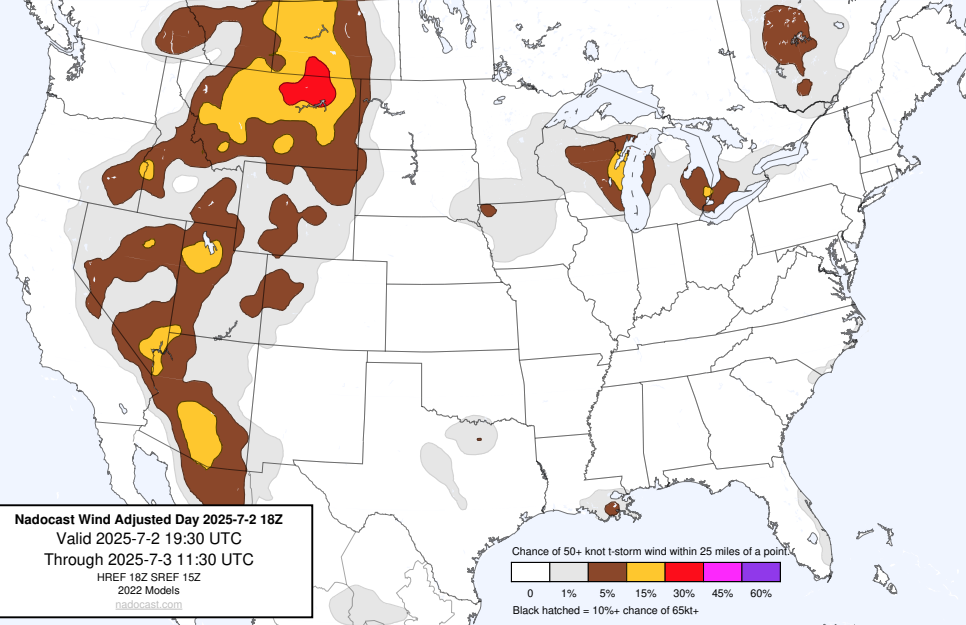 Nadocast Wind Adjusted Day 2025-7-2 18Z
Valid 2025-7-2 19:30 UTC
Through 2025-7-3 11:30 UTC
HREF 18Z SREF 15Z
2022 Models
nadocast.com
Chance of 50+ knot t-storm wind within 25 miles of a point.
0 1% 5% 15% 30% 45% 60%
Black hatched = 10%+ chance of 65kt+